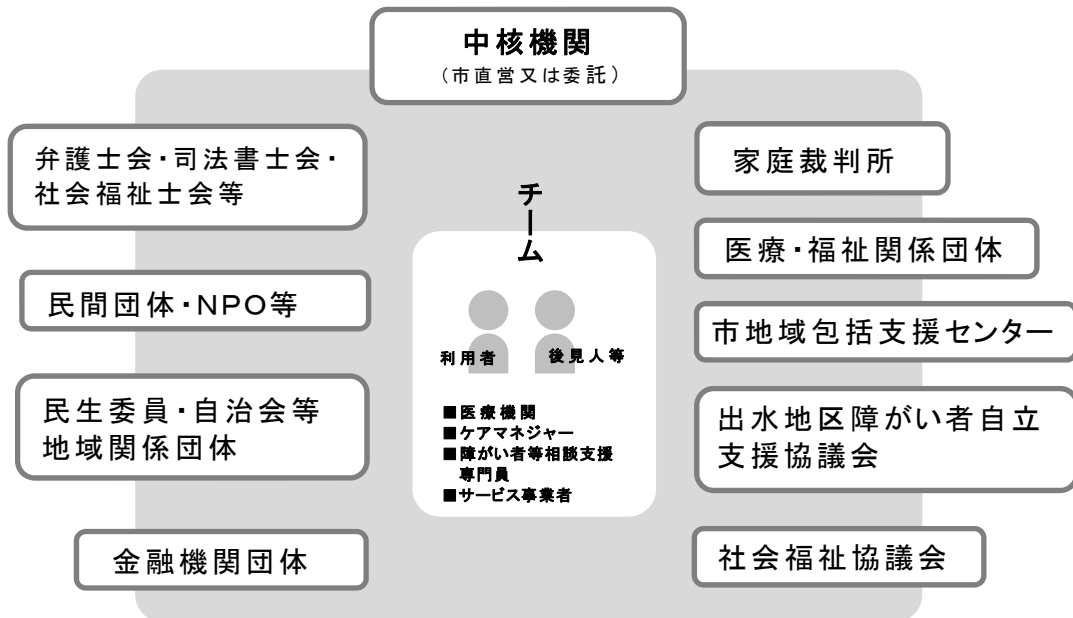 中核機関
（市直営又は委託）
弁護士会・司法書士会・
社会福祉士会等
民間団体・NPO等
民生委員・自治会等
地域関係団体
金融機関団体
チーム
利用者
後見人等
■医療機関
■ケアマネジャー
■障がい者等相談支援
専門員
■サービス事業者
家庭裁判所
医療・福祉関係団体
市地域包括支援センター
出水地区障がい者自立
支援協議会
社会福祉協議会